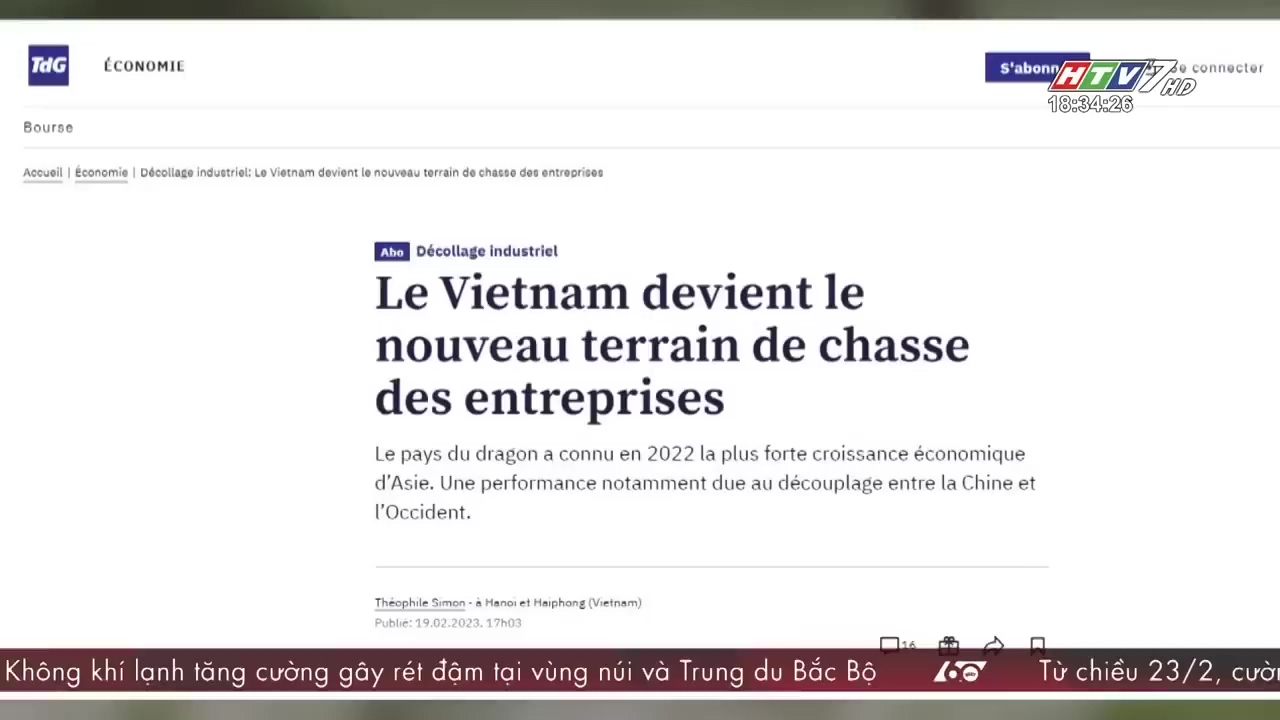 TdG
ÉCONOMIE
S'abonn
se connecter
HTV7 HD
18:34:26
Bourse
Accueil | Économie | Décollage industriel: Le Vietnam devient le nouveau terrain de chasse des entreprises
Abo Décollage industriel
Le Vietnam devient le
nouveau terrain de chasse
des entreprises
Le pays du dragon a connu en 2022 la plus forte croissance économique
d'Asie. Une performance notamment due au découplage entre la Chine et
l'Occident.
Théophile Simon - à Hanoi et Haiphong (Vietnam)
Publié: 19.02.2023, 17h03
16
Không khí lạnh tăng cường gây rét đậm tại vùng núi và Trung du Bắc Bộ
60
Từ chiều 23/2, cườn